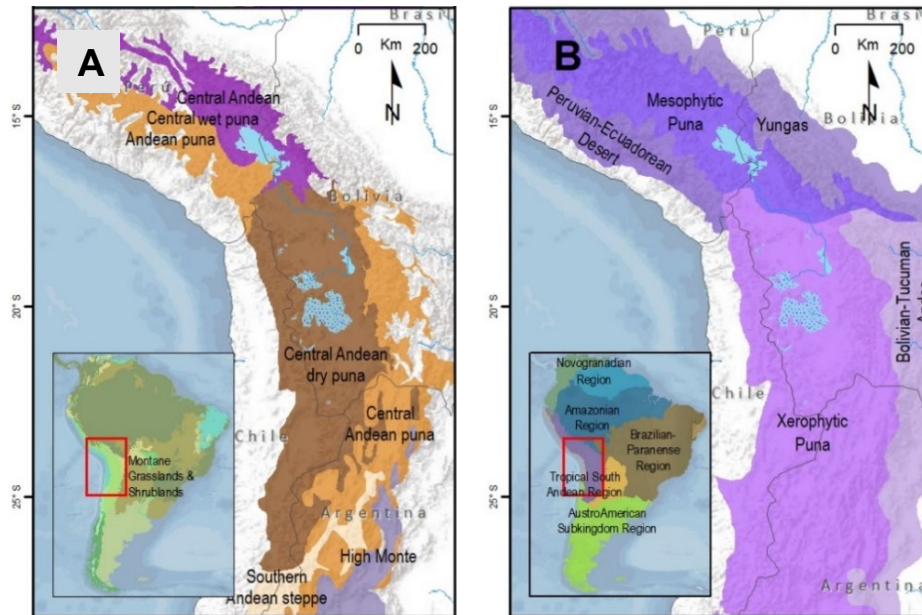 A
Brasil
0 200
Km
N
Perú
Central Andean
Central wet puna
Andean puna
15°S
Bolivia
20°S
Central Andean
dry puna
Chile
Central
Andean puna
Montane
Grasslands &
Shrublands
25°S
Argentina
High Monte
Southern
Andean steppe
B
Brasil
0 200
Km
N
Perú
Mesophytic
Puna
Yungas
Peruvian-Ecuadorean
Desert
15°S
Bolivia
20°S
Bolivian-Tucuman
Chile
Xerophytic
Puna
Novogranadian
Region
Amazonian
Region
Brazilian-
Paranense
Region
Tropical South
Andean Region
AustroAmerican
Subkingdom Region
25°S
Argentina